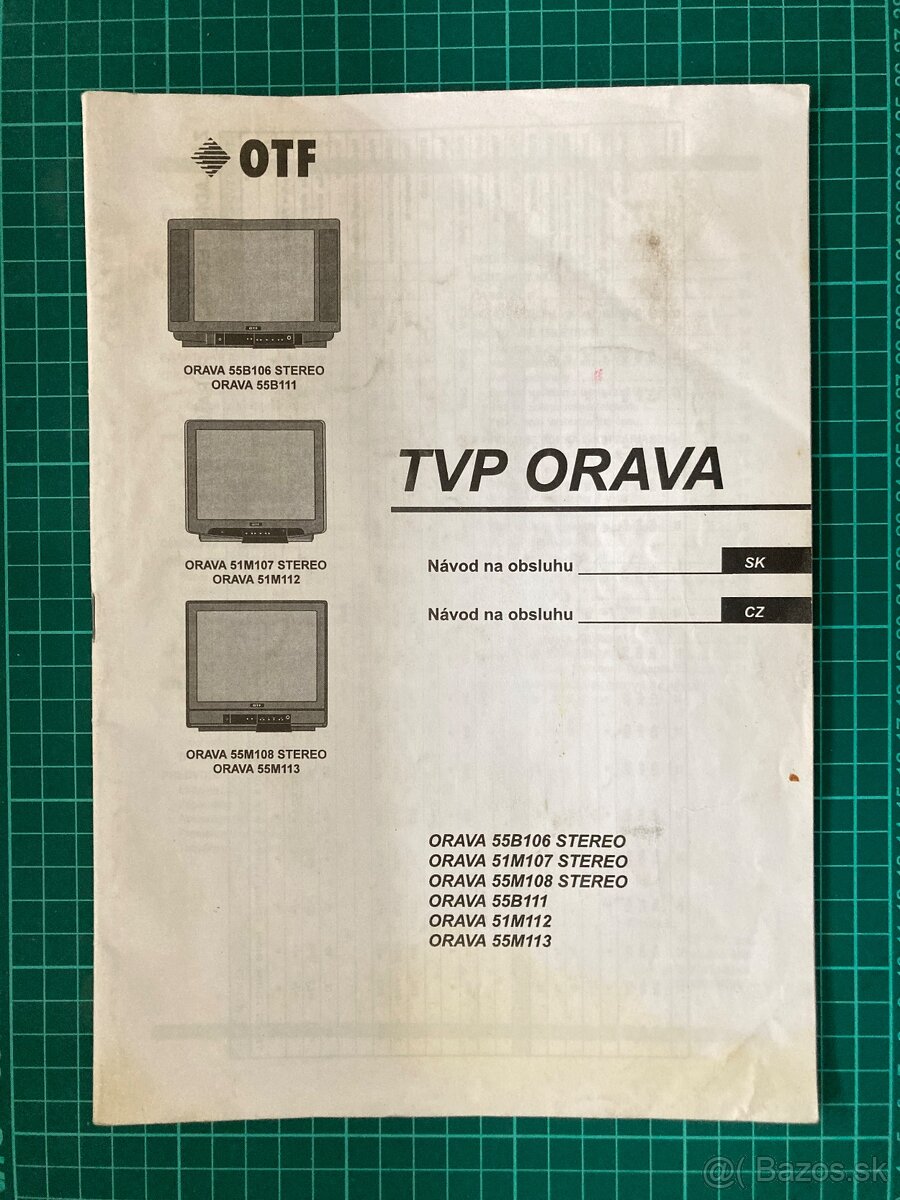 OTF
ORAVA 55B106 STEREO
ORAVA 55B111
ORAVA 51M107 STEREO
ORAVA 51M112
ORAVA 55M108 STEREO
ORAVA 55M113
TVP ORAVA
Návod na obsluhu SK
Návod na obsluhu CZ
ORAVA 55B106 STEREO
ORAVA 51M107 STEREO
ORAVA 55M108 STEREO
ORAVA 55B111
ORAVA 51M112
ORAVA 55M113
@( Bazos.sk